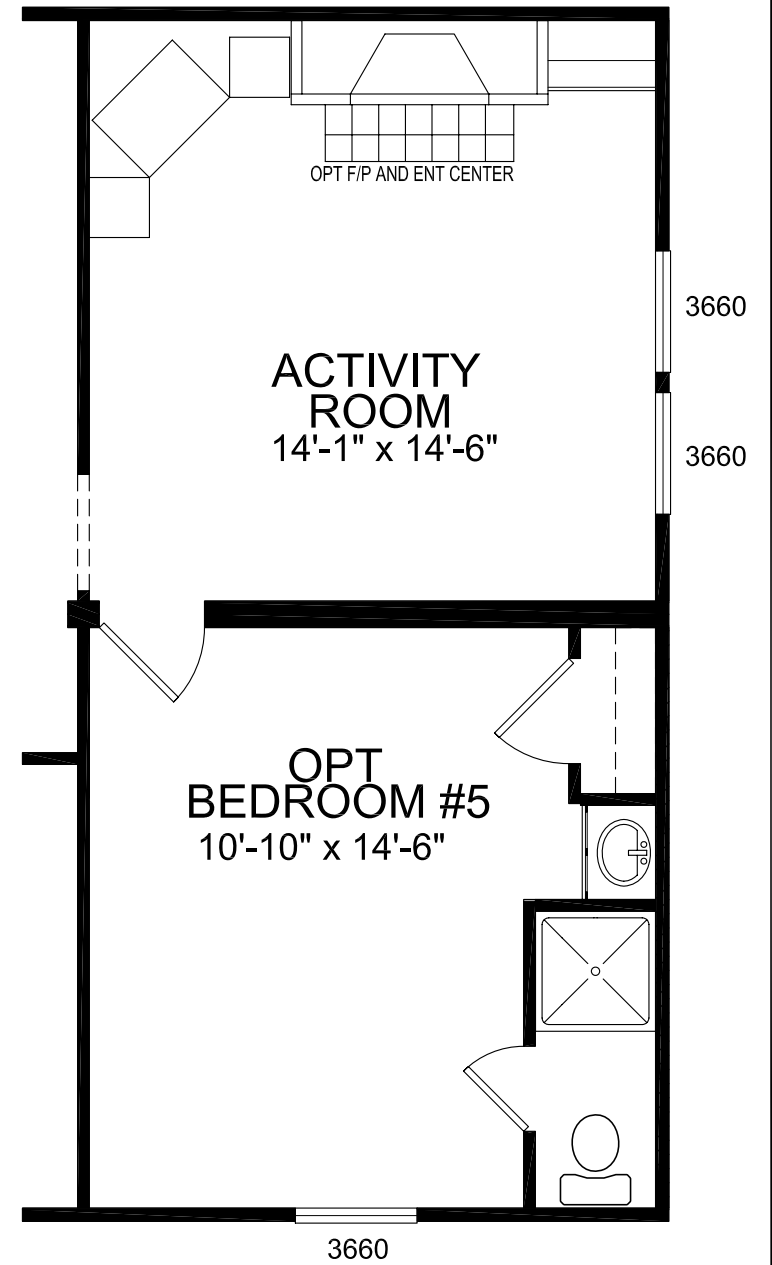 OPT F/P AND ENT CENTER
3660
ACTIVITY
ROOM
14'-1" x 14'-6"
3660
OPT
BEDROOM #5
10'-10" x 14'-6"
3660